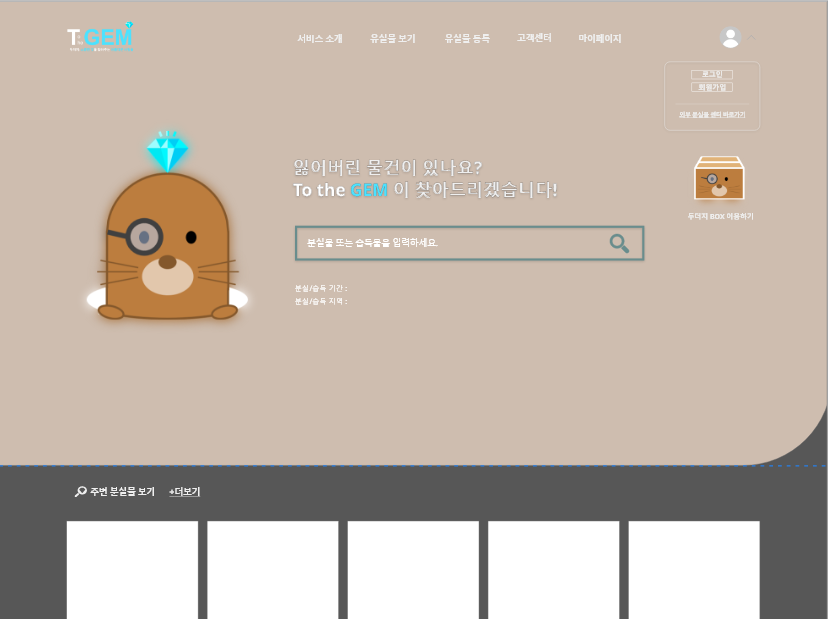 T GEM
서비스 소개
유실물 보기
유실물 등록
고객센터
마이페이지
로그인
회원가입
잃어버린 물건이 있나요?
To the GEM 이 찾아드리겠습니다!
두더지 BOX 이동하기
분실물 또는 습득물을 입력하세요.
분실/습득 기간 :
분실/습득 지역 :
주변 분실물 보기
+더보기